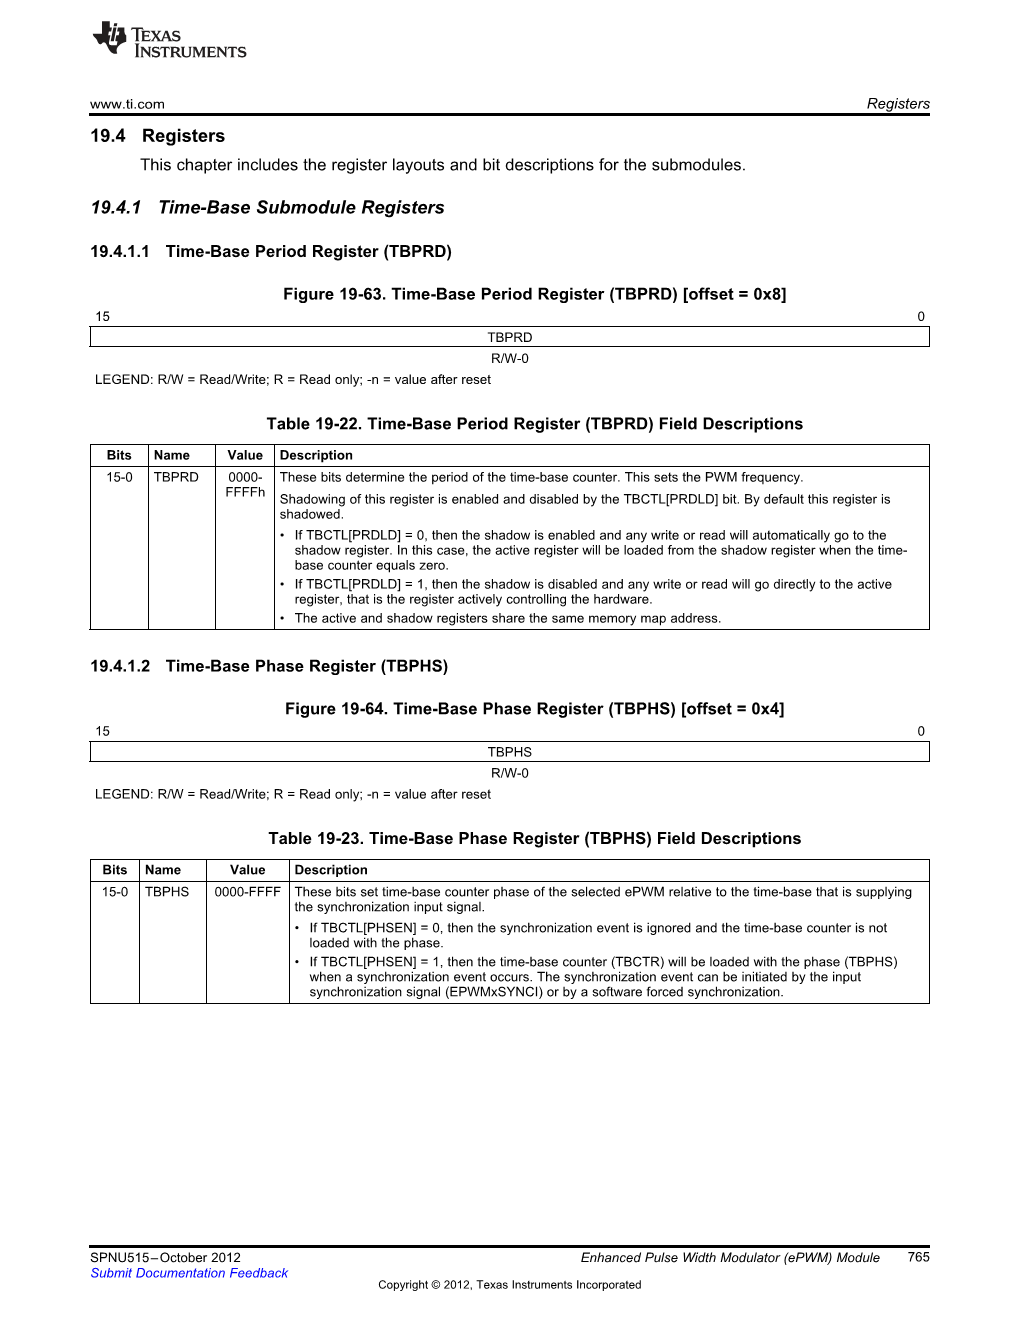 TEXAS
INSTRUMENTS
www.ti.com Registers
19.4 Registers
This chapter includes the register layouts and bit descriptions for the submodules.
19.4.1 Time-Base Submodule Registers
19.4.1.1 Time-Base Period Register (TBPRD)
Figure 19-63. Time-Base Period Register (TBPRD) [offset = 0x8]
15 0
TBPRD
R/W-0
LEGEND: R/W = Read/Write; R = Read only; -n = value after reset
Table 19-22. Time-Base Period Register (TBPRD) Field Descriptions
Bits Name Value Description
15-0 TBPRD 0000- These bits determine the period of the time-base counter. This sets the PWM frequency.
FFFFh
Shadowing of this register is enabled and disabled by the TBCTL[PRDLD] bit. By default this register is
shadowed.
• If TBCTL[PRDLD] = 0, then the shadow is enabled and any write or read will automatically go to the
shadow register. In this case, the active register will be loaded from the shadow register when the time-
base counter equals zero.
• If TBCTL[PRDLD] = 1, then the shadow is disabled and any write or read will go directly to the active
register, that is the register actively controlling the hardware.
• The active and shadow registers share the same memory map address.
19.4.1.2 Time-Base Phase Register (TBPHS)
Figure 19-64. Time-Base Phase Register (TBPHS) [offset = 0x4]
15 0
TBPHS
R/W-0
LEGEND: R/W = Read/Write; R = Read only; -n = value after reset
Table 19-23. Time-Base Phase Register (TBPHS) Field Descriptions
Bits Name Value Description
15-0 TBPHS 0000-FFFF These bits set time-base counter phase of the selected ePWM relative to the time-base that is supplying
the synchronization input signal.
• If TBCTL[PHSEN] = 0, then the synchronization event is ignored and the time-base counter is not
loaded with the phase.
• If TBCTL[PHSEN] = 1, then the time-base counter (TBCTR) will be loaded with the phase (TBPHS)
when a synchronization event occurs. The synchronization event can be initiated by the input
synchronization signal (EPWMxSYNCI) or by a software forced synchronization.
SPNU515–October 2012 Enhanced Pulse Width Modulator (ePWM) Module 765
Submit Documentation Feedback
Copyright © 2012, Texas Instruments Incorporated